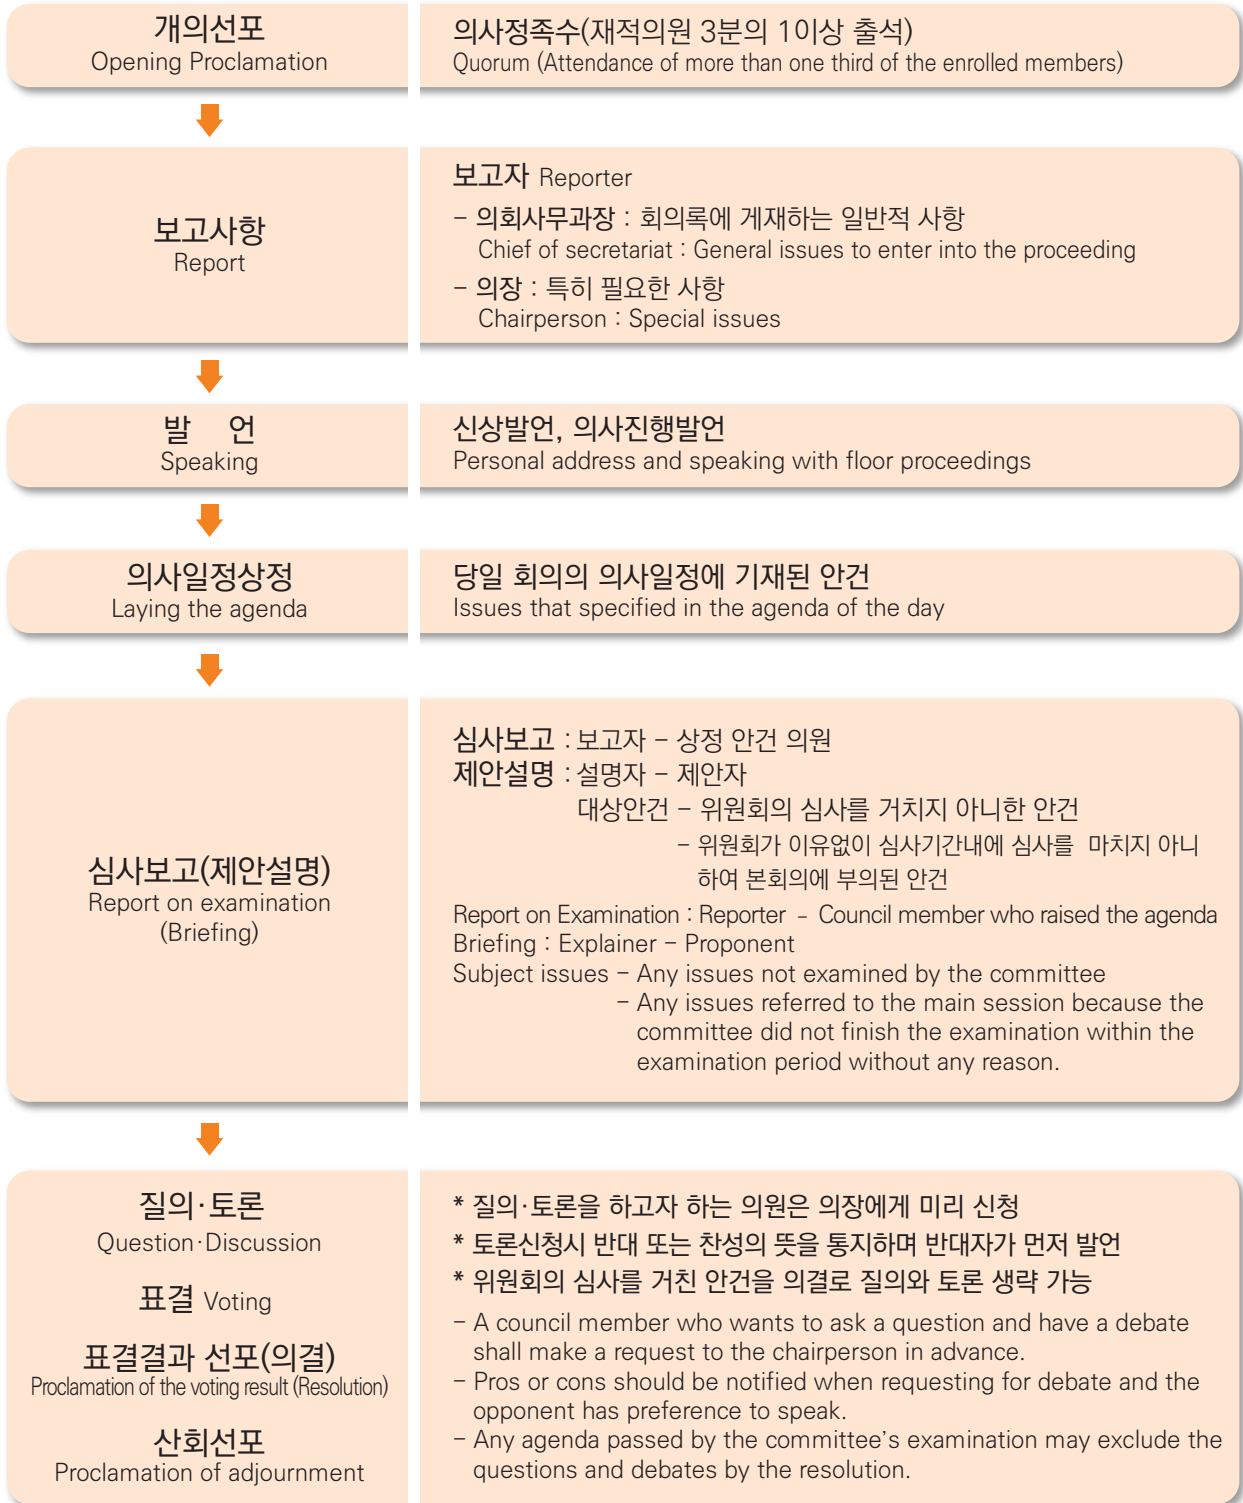 개의선포
Opening Proclamation
의사정족수(재적의원 3분의 1이상 출석)
Quorum (Attendance of more than one third of the enrolled members)
보고사항
Report
보고자 Reporter
- 의회사무과장 : 회의록에 게재하는 일반적 사항
Chief of secretariat : General issues to enter into the proceeding
- 의장 : 특히 필요한 사항
Chairperson : Special issues
발 언
Speaking
신상발언, 의사진행발언
Personal address and speaking with floor proceedings
의사일정상정
Laying the agenda
당일 회의의 의사일정에 기재된 안건
Issues that specified in the agenda of the day
심사보고(제안설명)
Report on examination
(Briefing)
심사보고 : 보고자 - 상정 안건 의원
제안설명 : 설명자 - 제안자
대상안건 - 위원회의 심사를 거치지 아니한 안건
- 위원회가 이유없이 심사기간내에 심사를 마치지 아니
하여 본회의에 부의된 안건
Report on Examination : Reporter - Council member who raised the agenda
Briefing : Explainer - Proponent
Subject issues - Any issues not examined by the committee
- Any issues referred to the main session because the
committee did not finish the examination within the
examination period without any reason.
질의·토론
Question·Discussion
표결 Voting
표결결과 선포(의결)
Proclamation of the voting result (Resolution)
산회선포
Proclamation of adjournment
* 질의·토론을 하고자 하는 의원은 의장에게 미리 신청
* 토론신청시 반대 또는 찬성의 뜻을 통지하며 반대자가 먼저 발언
* 위원회의 심사를 거친 안건을 의결로 질의와 토론 생략 가능
- A council member who wants to ask a question and have a debate
shall make a request to the chairperson in advance.
- Pros or cons should be notified when requesting for debate and the
opponent has preference to speak.
- Any agenda passed by the committee's examination may exclude the
questions and debates by the resolution.